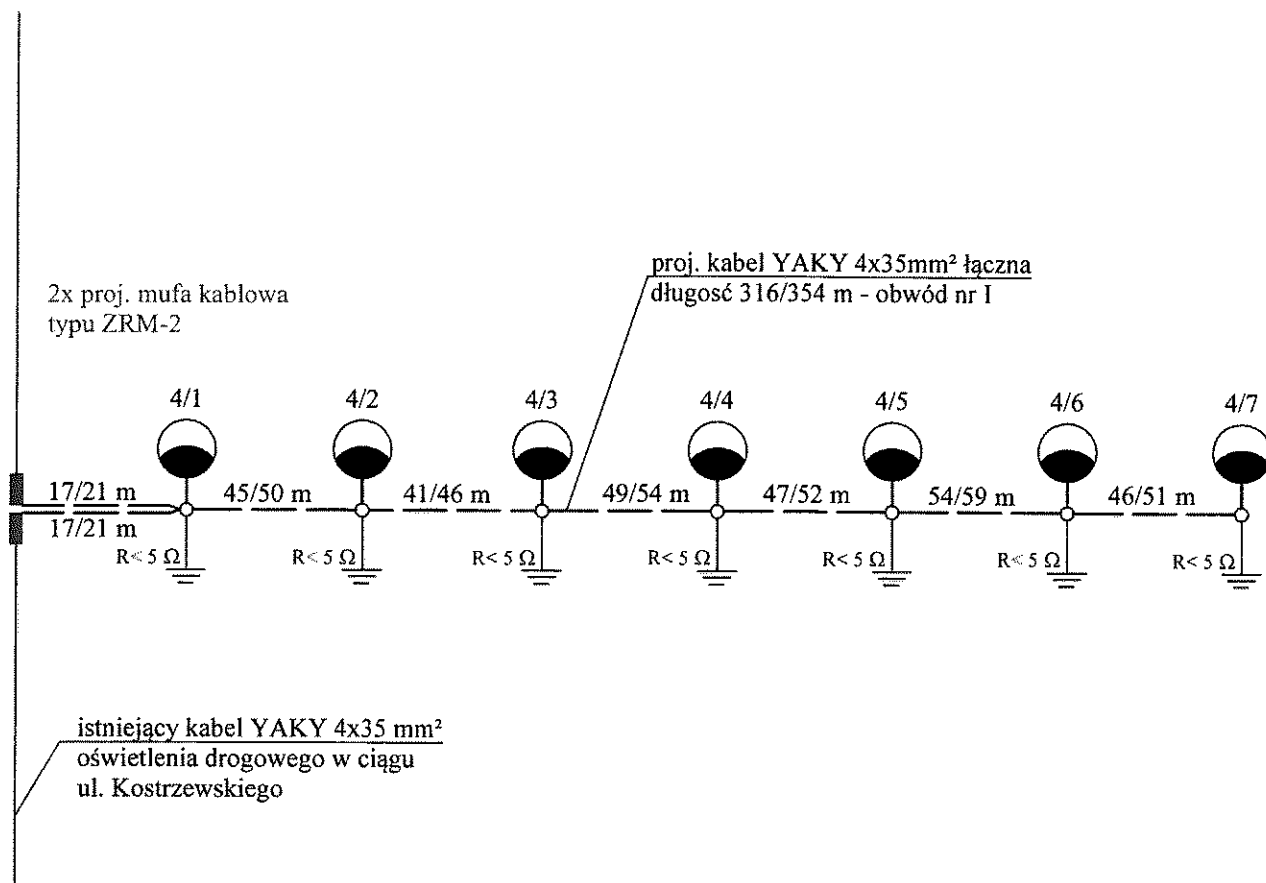 proj. kabel YAKY 4x35mm² łączna
długosć 316/354 m - obwód nr I
2x proj. mufa kablowa
typu ZRM-2
4/1 4/2 4/3 4/4 4/5 4/6 4/7
17/21 m 45/50 m 41/46 m 49/54 m 47/52 m 54/59 m 46/51 m
17/21 m
R< 5 Ω R< 5 Ω R< 5 Ω R< 5 Ω R< 5 Ω R< 5 Ω R< 5 Ω
istniejący kabel YAKY 4x35 mm²
oświetlenia drogowego w ciągu
ul. Kostrzewskiego